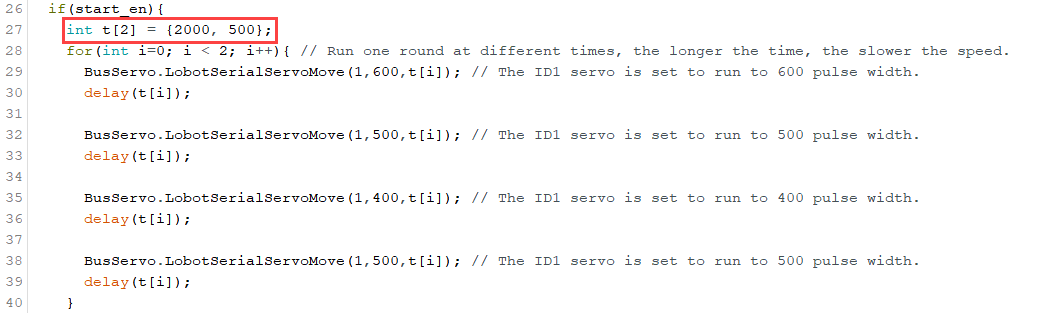 26 if(start_en){
27 int t[2] = {2000, 500};
28 for(int i=0; i < 2; i++){ // Run one round at different times, the longer the time, the slower the speed.
29 BusServo.LobotSerialServoMove(1,600,t[i]); // The ID1 servo is set to run to 600 pulse width.
30 delay(t[i]);
31
32 BusServo.LobotSerialServoMove(1,500,t[i]); // The ID1 servo is set to run to 500 pulse width.
33 delay(t[i]);
34
35 BusServo.LobotSerialServoMove(1,400,t[i]); // The ID1 servo is set to run to 400 pulse width.
36 delay(t[i]);
37
38 BusServo.LobotSerialServoMove(1,500,t[i]); // The ID1 servo is set to run to 500 pulse width.
39 delay(t[i]);
40 }